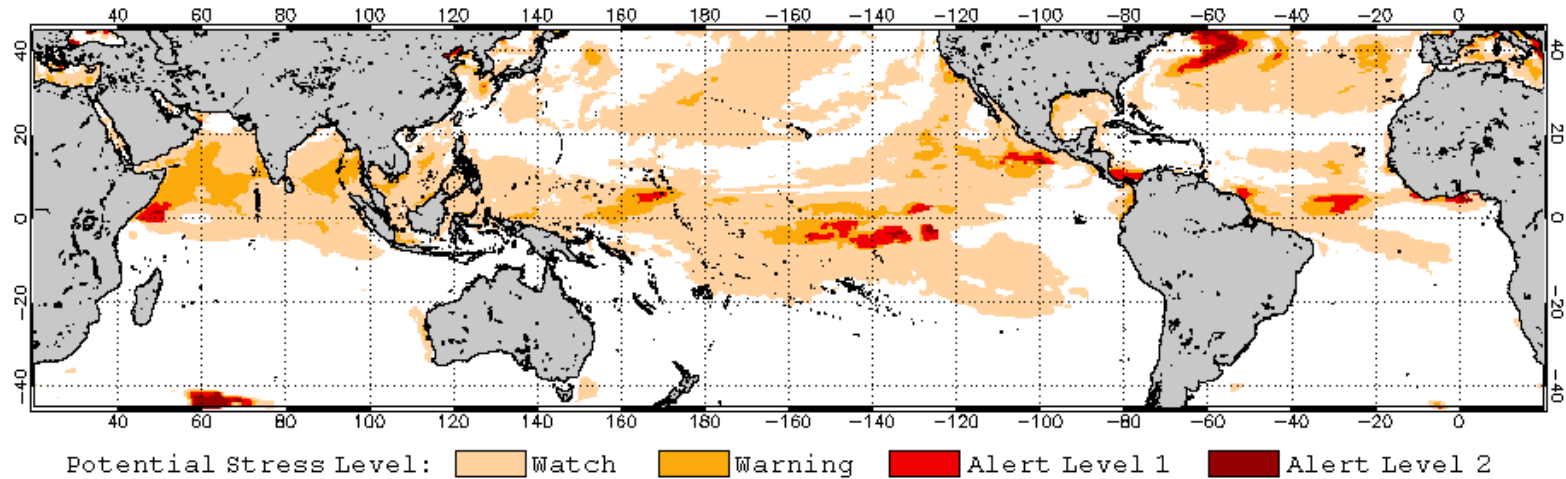 40 60 80 100 120 140 160 180 −160 −140 −120 −100 −80 −60 −40 −20 0
40 40
20 20
0 0
−20 −20
−40 −40
40 60 80 100 120 140 160 180 −160 −140 −120 −100 −80 −60 −40 −20 0
Potential Stress Level: Watch Warning Alert Level 1 Alert Level 2